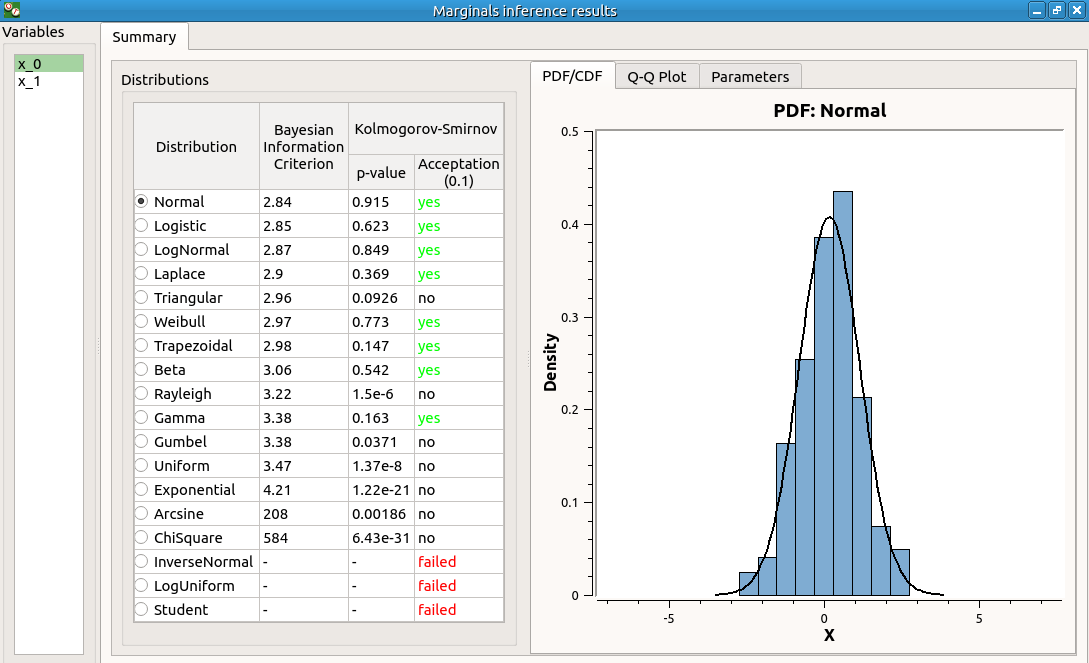 Marginals inference results
Variables
x_0
x_1
Summary
Distributions
Distribution
Bayesian
Information
Criterion
Kolmogorov-Smirnov
p-value
Acceptation
(0.1)
Normal 2.84 0.915 yes
Logistic 2.85 0.623 yes
LogNormal 2.87 0.849 yes
Laplace 2.9 0.369 yes
Triangular 2.96 0.0926 no
Weibull 2.97 0.773 yes
Trapezoidal 2.98 0.147 yes
Beta 3.06 0.542 yes
Rayleigh 3.22 1.5e-6 no
Gamma 3.38 0.163 yes
Gumbel 3.38 0.0371 no
Uniform 3.47 1.37e-8 no
Exponential 4.21 1.22e-21 no
Arcsine 208 0.00186 no
ChiSquare 584 6.43e-31 no
InverseNormal - - failed
LogUniform - - failed
Student - - failed
PDF/CDF Q-Q Plot Parameters
PDF: Normal
0.5
0.4
0.3
0.2
0.1
0
Density
-5 0 5
X